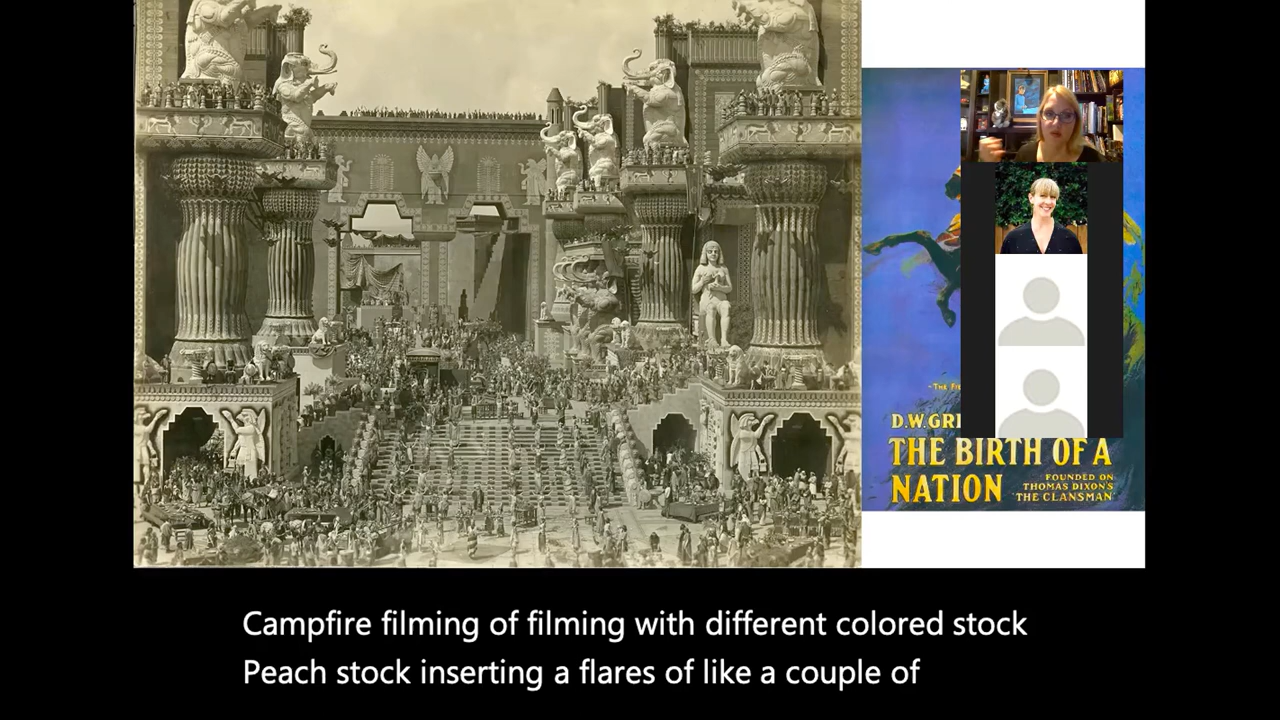 D.W.GRI
THE BIRTH OF A
NATION
FOUNDED ON
THOMAS DIXON'S
'THE CLANSMAN'
Campfire filming of filming with different colored stock
Peach stock inserting a flares of like a couple of